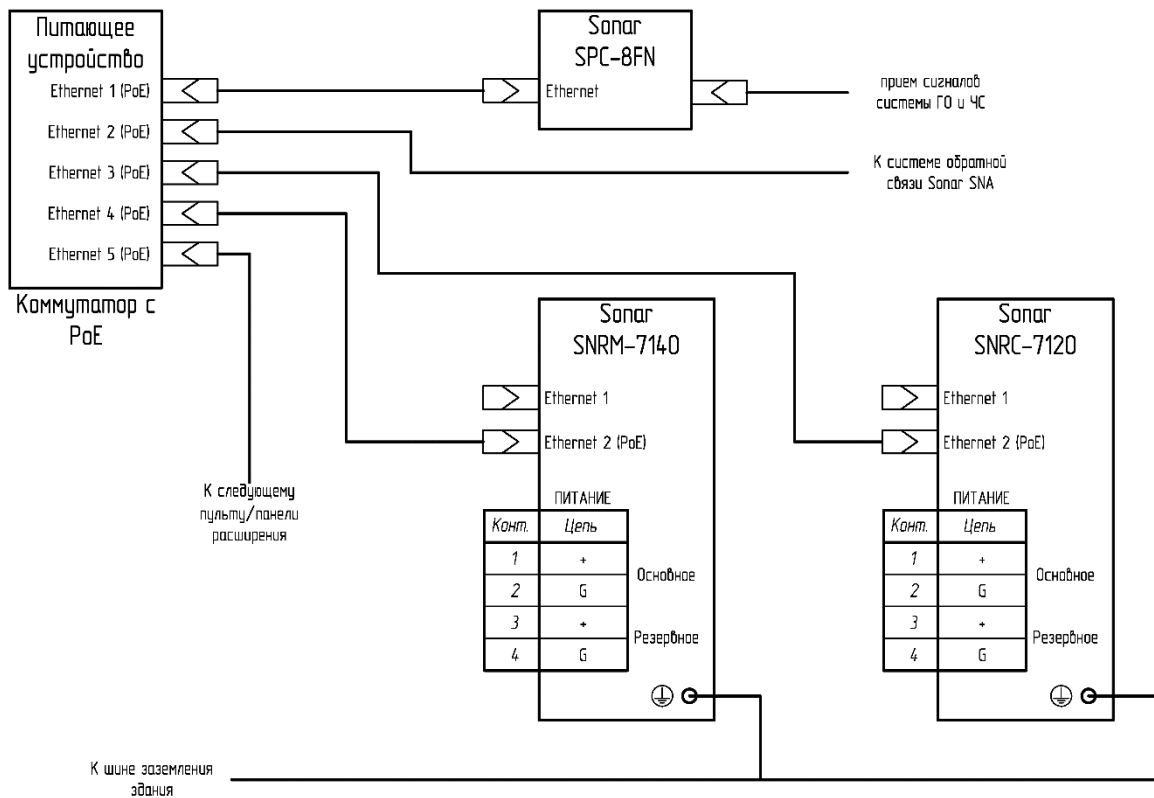 Питающее
устройство
Ethernet 1 (PoE)
Ethernet 2 (PoE)
Ethernet 3 (PoE)
Ethernet 4 (PoE)
Ethernet 5 (PoE)
Коммутатор с
PoE
Sonar
SPC-8FN
Ethernet
прием сигналов
системы ГО и ЧС
К системе обратной
связи Sonar SNA
К следующему
пульту/панели
расширения
Sonar
SNRM-7140
Ethernet 1
Ethernet 2 (PoE)
ПИТАНИЕ
Конт. Цепь
1 +
2 G
3 +
4 G
Основное
Резервное
Sonar
SNRC-7120
Ethernet 1
Ethernet 2 (PoE)
ПИТАНИЕ
Конт. Цепь
1 +
2 G
3 +
4 G
Основное
Резервное
К шине заземления
здания